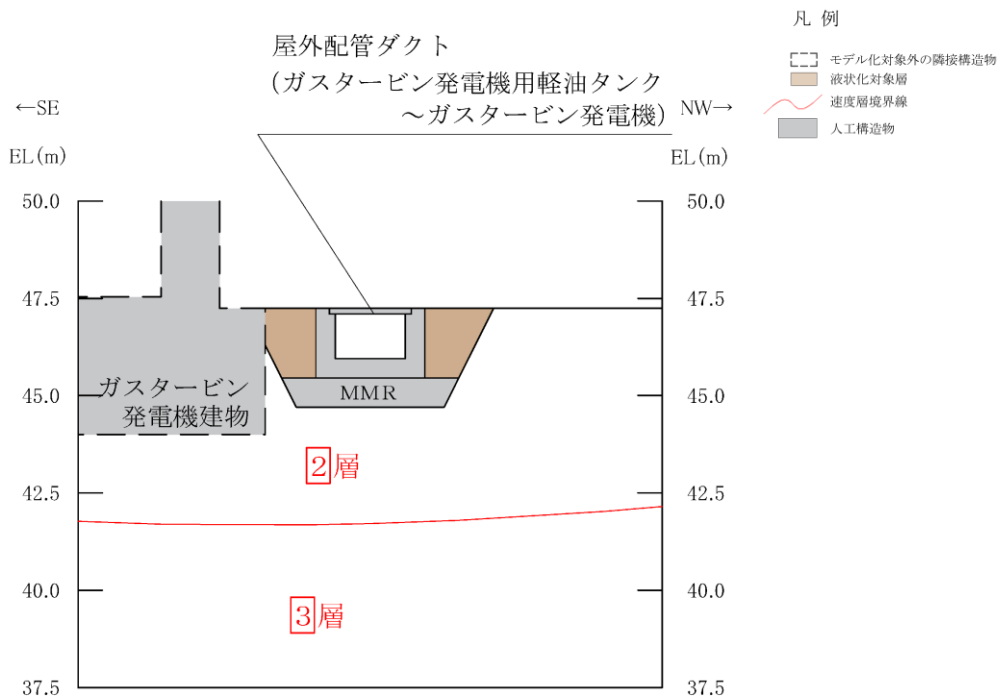 凡 例
モデル化対象外の隣接構造物
液状化対象層
速度層境界線
人工構造物
屋外配管ダクト
(ガスタービン発電機用軽油タンク
～ガスタービン発電機)
←SE
NW→
EL(m)
EL(m)
50.0
50.0
47.5
47.5
45.0
45.0
42.5
42.5
40.0
40.0
37.5
37.5
ガスタービン
発電機建物
MMR
2層
3層